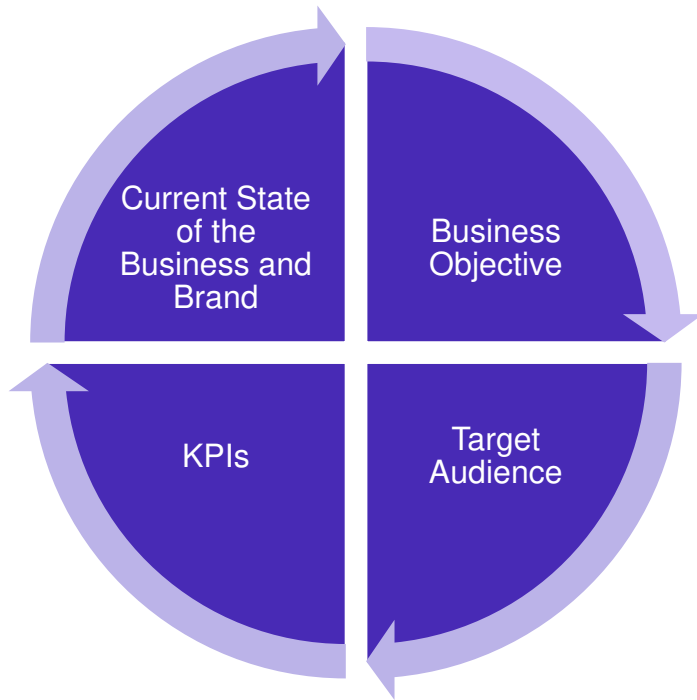 Current State
of the
Business and
Brand
Business
Objective
KPIs
Target
Audience